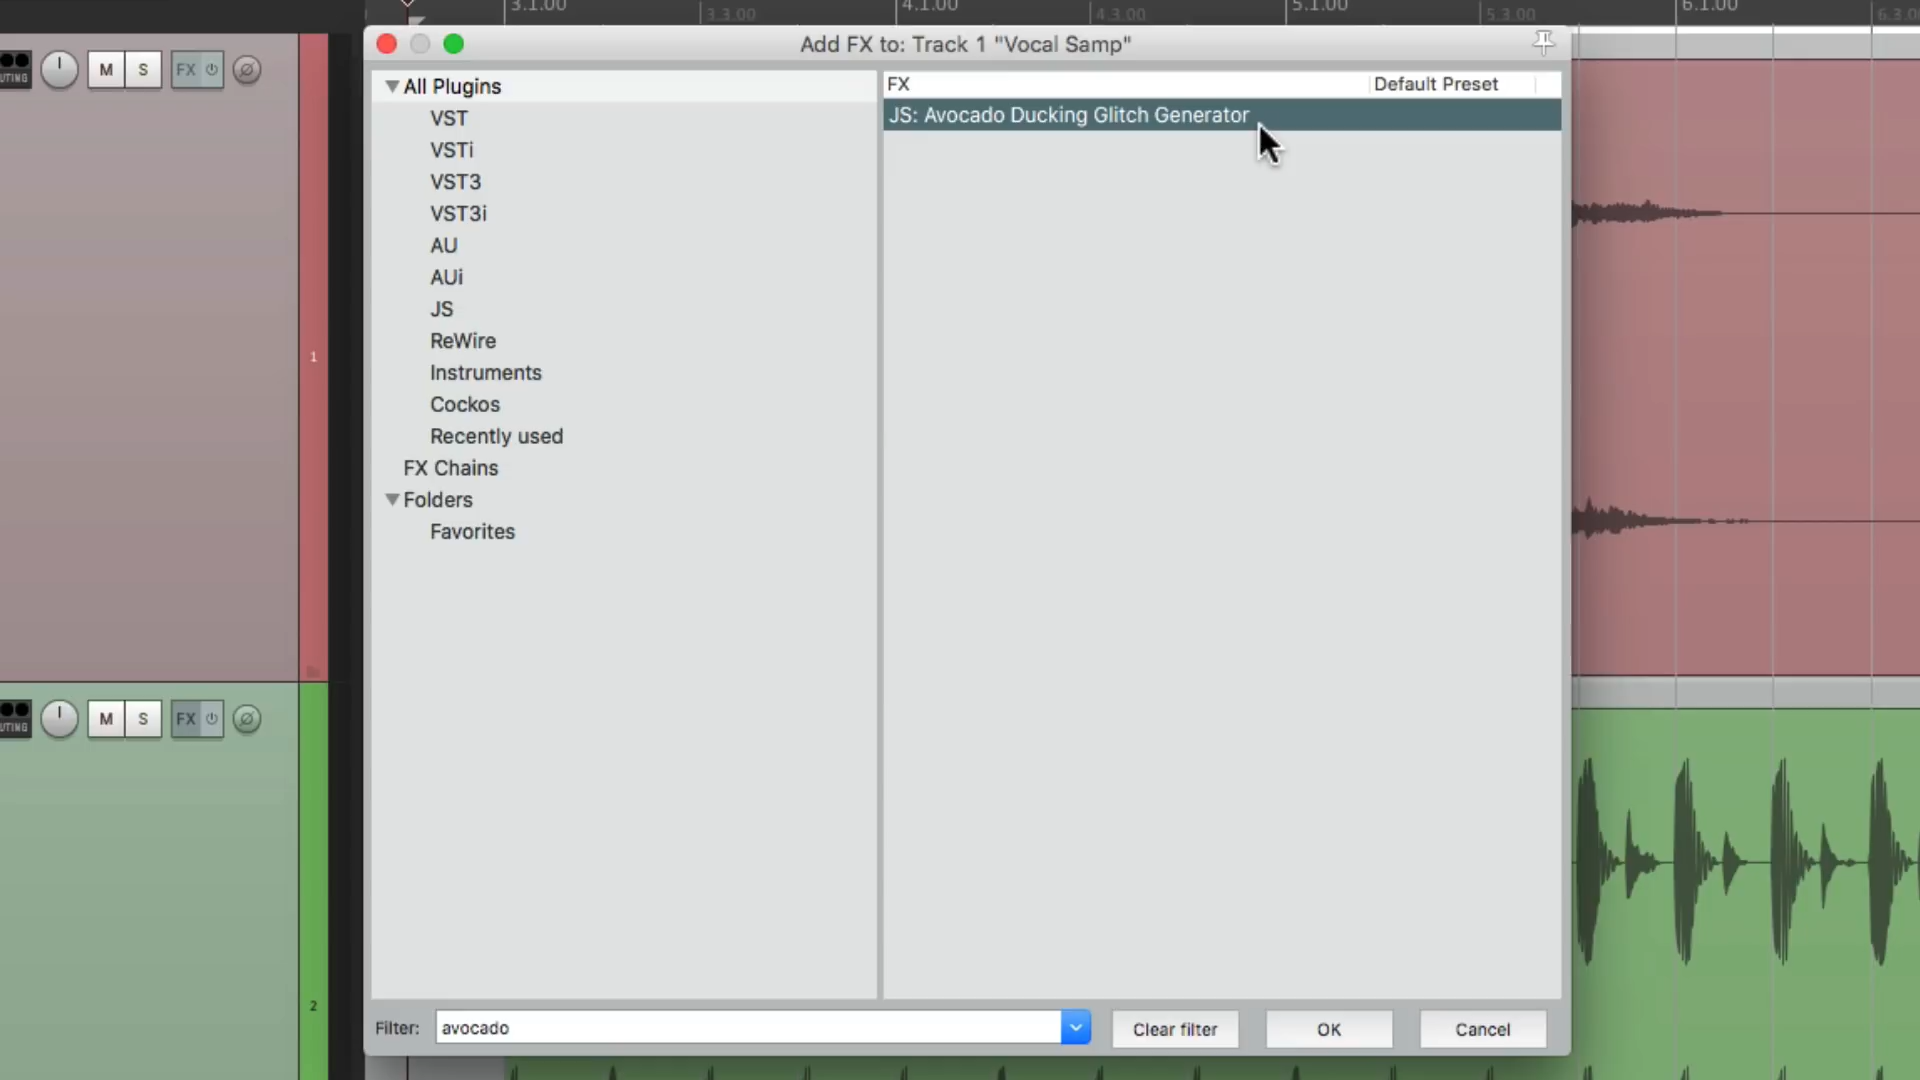 3.1.00 3.3.00 4.1.00 4.3.00 5.1.00 5.3.00 6.1.00
Add FX to: Track 1 "Vocal Samp"
UTING M S FX
All Plugins
VST
VSTi
VST3
VST3i
AU
AUi
JS
ReWire
Instruments
Cockos
Recently used
FX Chains
Folders
Favorites
FX Default Preset
JS: Avocado Ducking Glitch Generator
1
UTING M S FX
2
Filter: avocado Clear filter OK Cancel